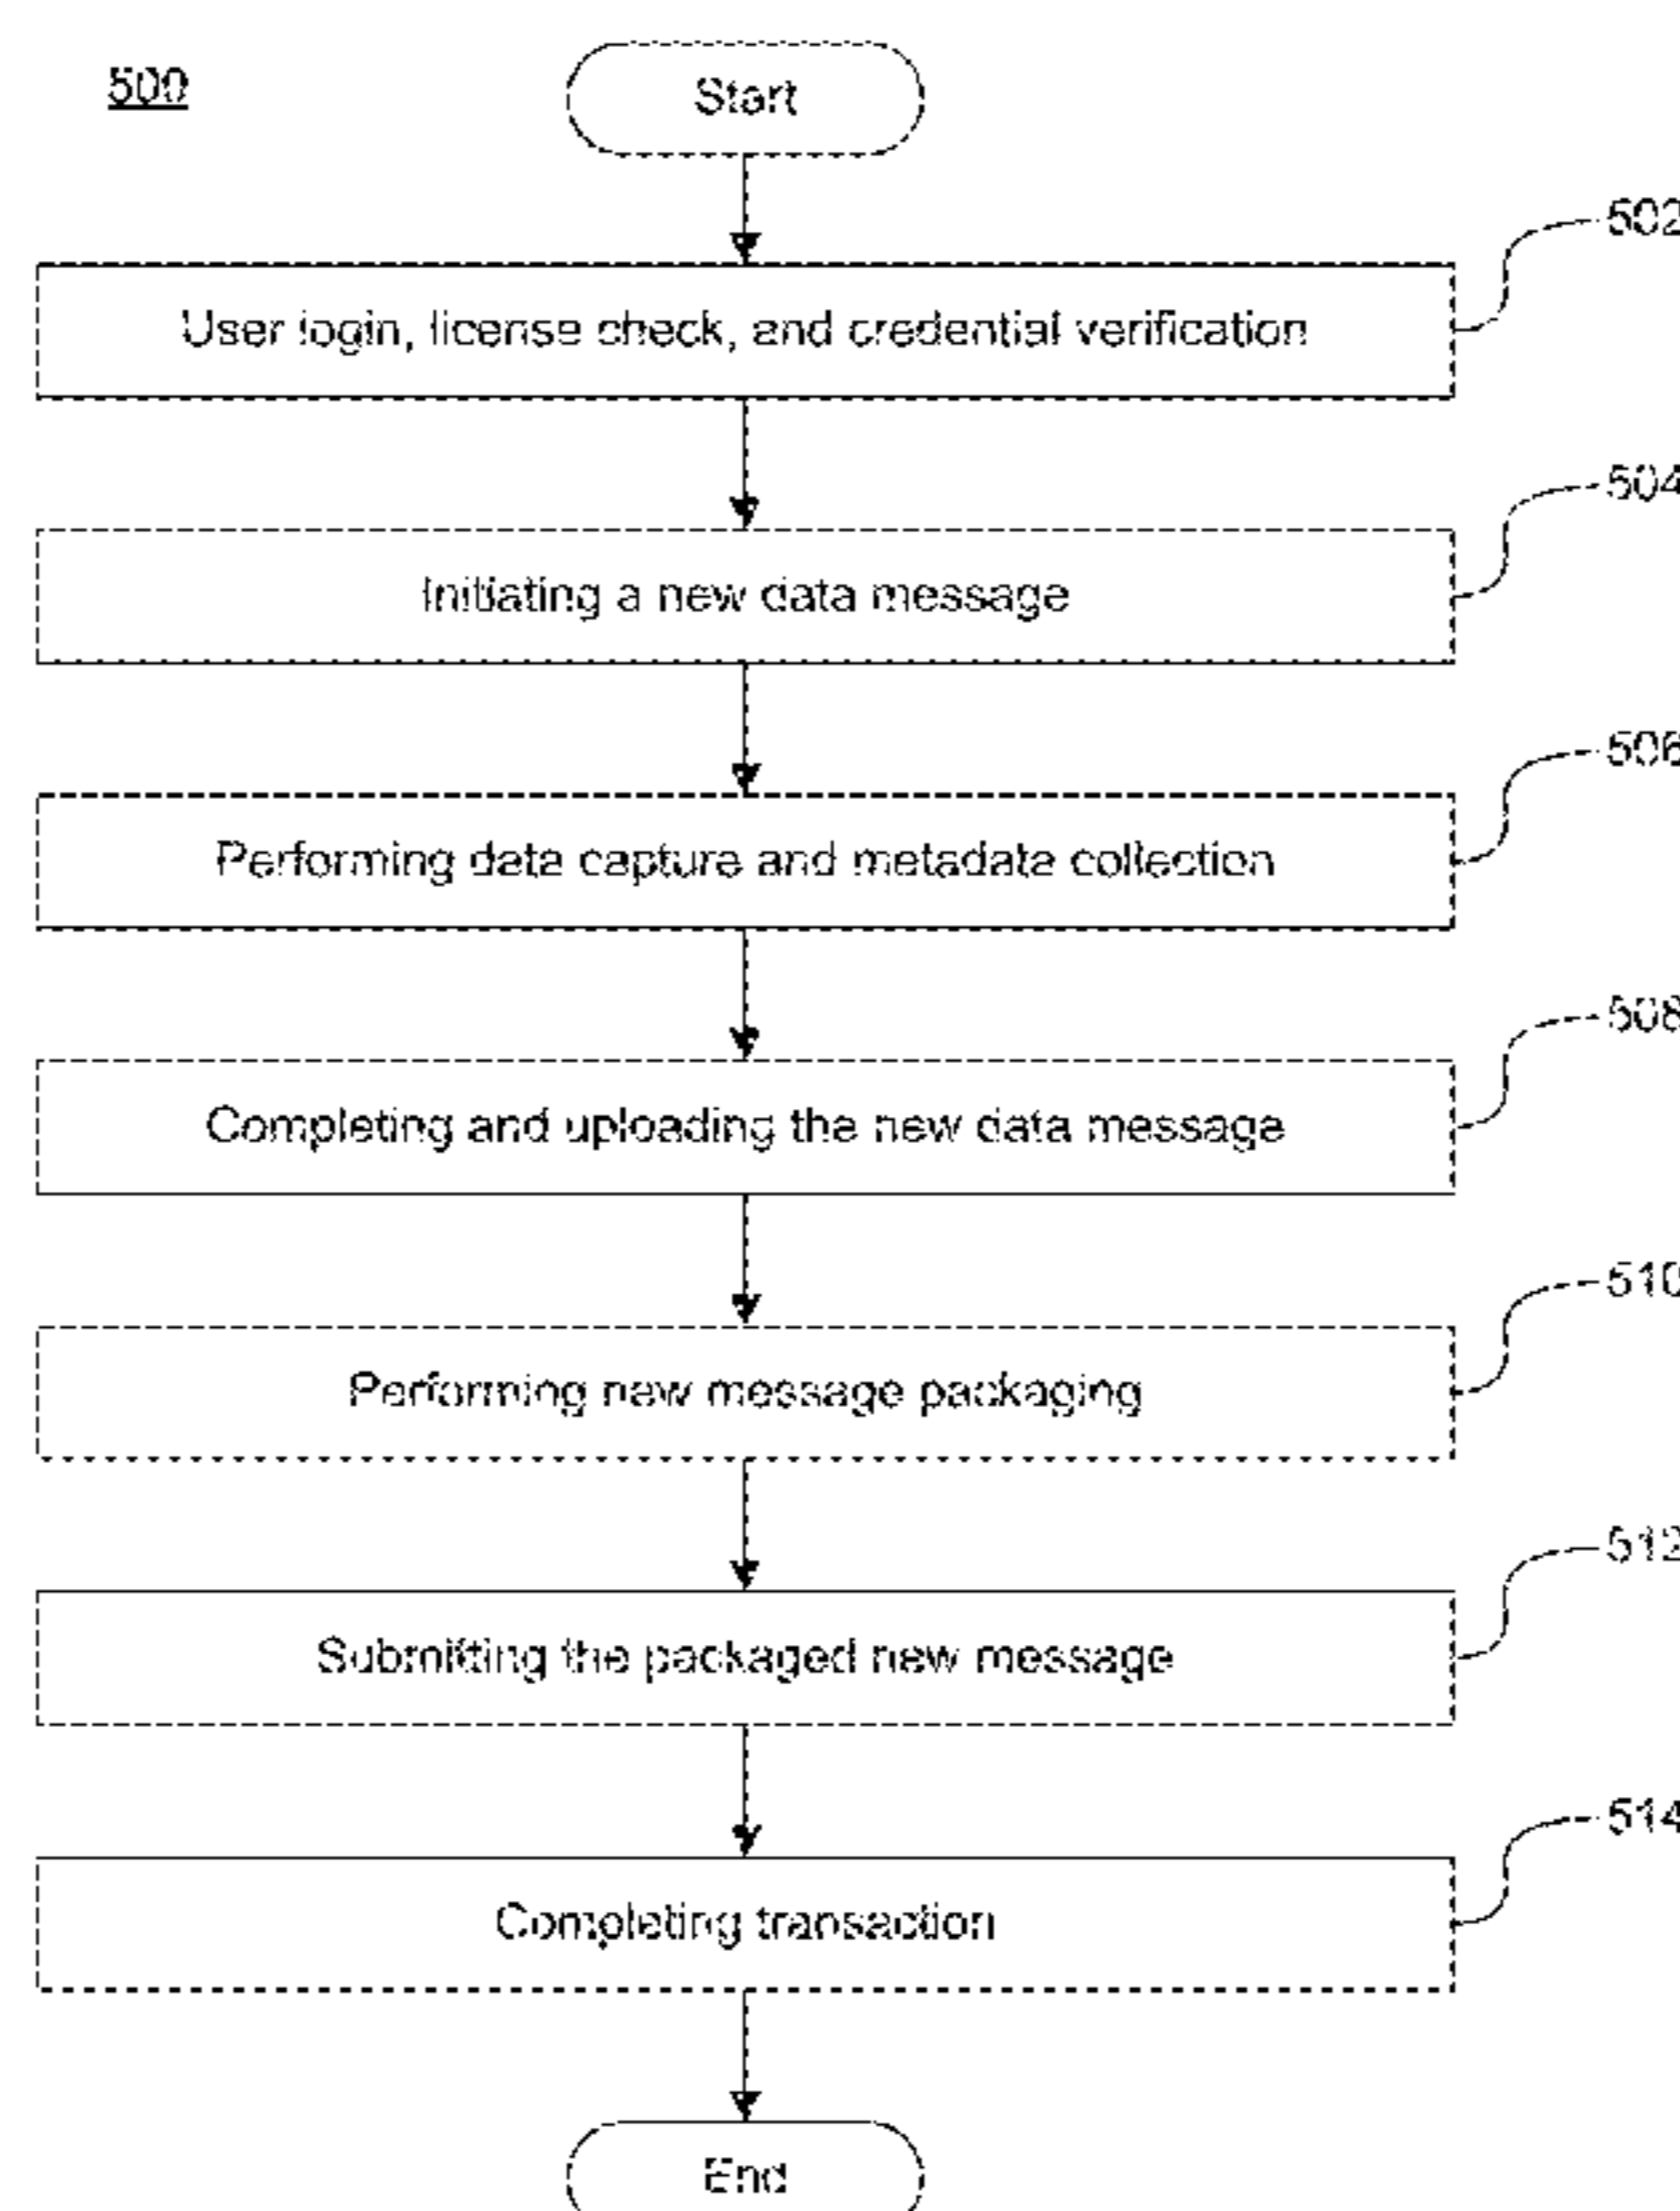 500
Start
502
User login, license check, and credential verification
504
Initiating a new data message
506
Performing data capture and metadata collection
508
Completing and uploading the new data message
510
Performing new message packaging
512
Submitting the packaged new message
514
Completing transaction
End